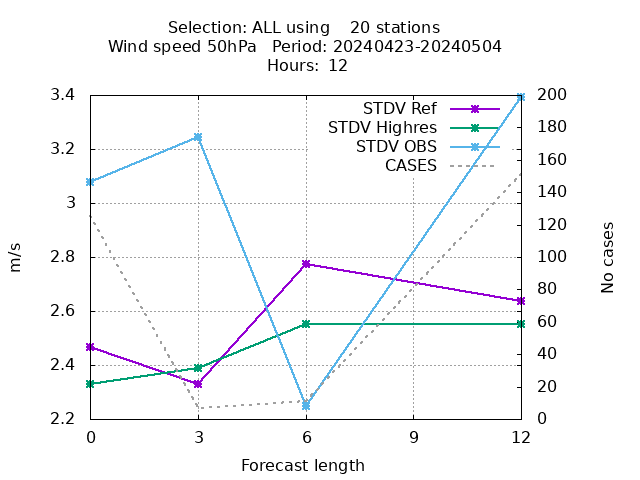 Selection: ALL using    20 stations
Wind speed 50hPa   Period: 20240423-20240504
Hours:  12
3.4
3.2
3
2.8
2.6
2.4
2.2
m/s
STDV Ref
STDV Highres
STDV OBS
CASES
200
180
160
140
120
100
80
60
40
20
0
No cases
0 3 6 9 12
Forecast length